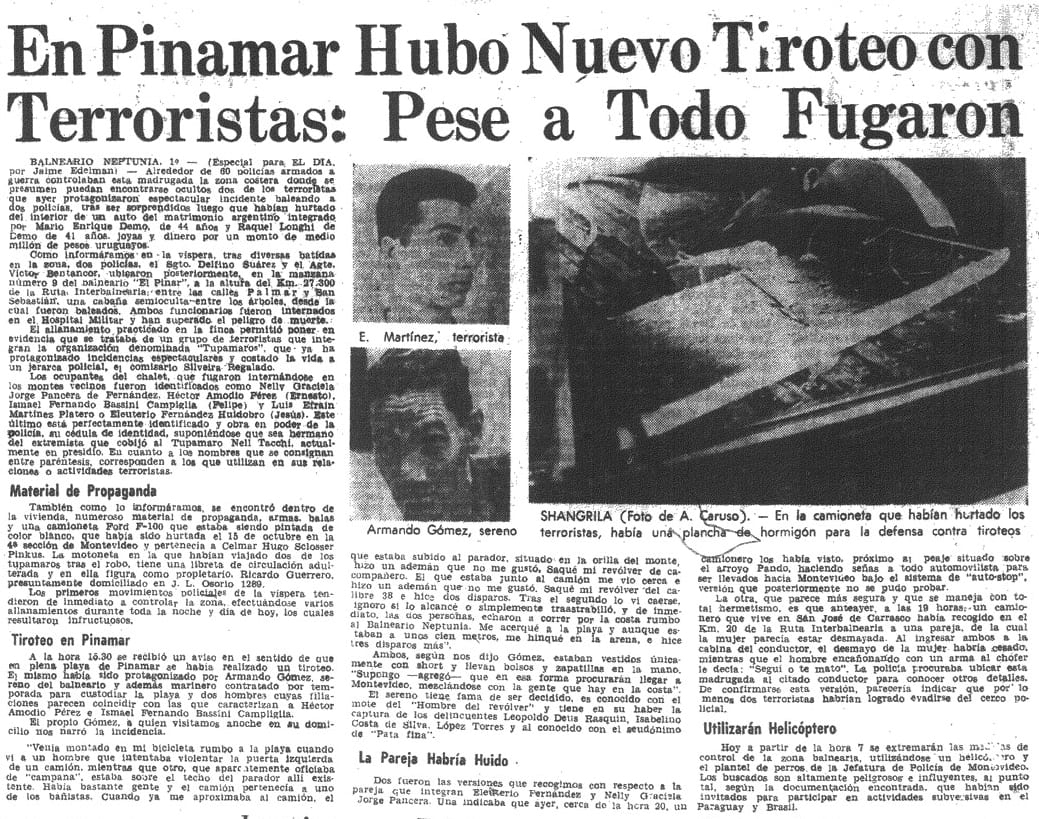 En Pinamar Hubo Nuevo Tiroteo con
Terroristas: Pese a Todo Fugaron
BALNEARIO NEPTUNIA, 1º — (Especial para EL DIA,
por Jaime Edelman) — Alrededor de 60 policías armados a
guerra controlaban esta madrugada la zona costera donde se
presumen puedan encontrarse ocultos dos de los terroristas
que ayer protagonizaron espectacular incidente baleando a
dos policías, tras ser sorprendidos luego que habían hurtado
del interior de un auto del matrimonio argentino integrado
por Mario Enrique Demo, de 44 años y Raquel Longhi de
Demo de 41 años, joyas y dinero por un monto de medio
millón de pesos uruguayos.
Como informáramos en la víspera, tras diversas batidas
en la zona, dos policías, el Sgto. Delfino Suárez y el Agte.
Víctor Bentancor, ubicaron posteriormente, en la manzana
número 9 del balneario "El Pinar", a la altura del Km. 27.300
de la Ruta Interbalnearia, entre las calles Palmar y San
Sebastián, una cabaña semioculta entre los árboles, desde la
cual fueron baleados. Ambos funcionarios fueron internados
en el Hospital Militar y han superado el peligro de muerte.
El allanamiento practicado en la finca permitió poner en
evidencia que se trataba de un grupo de terroristas que inte-
gran la organización denominada "Tupamaros", que ya ha
protagonizado incidencias espectaculares y costado la vida a
un jerarca policial, el comisario Silveira Regalado.
Los ocupantes del chalet, que fugaron internándose en
los montes vecinos fueron identificados como Nelly Graciela
Jorge Pancera de Fernández, Héctor Amodio Pérez (Ernesto),
Ismael Fernando Bassini Campiglia (Felipe) y Luis Efraín
Martínes Platero o Eleuterio Fernández Huidobro (Jesús). Este
último está perfectamente identificado y obra en poder de la
policía, su cédula de identidad, suponiéndose que sea hermano
del extremista que cobijó al Tupamaro Nell Tacchi, actual-
mente en presidio. En cuanto a los nombres que se consignan
entre paréntesis, corresponden a los que utilizan en sus rela-
ciones o actividades terroristas.
Material de Propaganda
También como lo informáramos, se encontró dentro de
la vivienda, numeroso material de propaganda, armas, balas
y una camioneta Ford F-100 que estaba siendo pintada de
color blanco, que había sido hurtada el 15 de octubre en la
4ª sección de Montevideo y pertenecía a Celmar Hugo Sclosser
Pinkus. La motoneta en la que habían viajado dos de los
tupamaros tras el robo, tiene una libreta de circulación adul-
terada y en ella figura como propietario, Ricardo Guerrero,
presuntamente domiciliado en J. L. Osorio 1289.
Los primeros movimientos policiales de la víspera ten-
dieron de inmediato a controlar la zona, efectuándose varios
allanamientos durante toda la noche y día de hoy, los cuales
resultaron infructuosos.
Tiroteo en Pinamar
A la hora 15.30 se recibió un aviso en el sentido de que
en plena playa de Pinamar se había realizado un tiroteo.
El mismo había sido protagonizado por Armando Gómez, se-
reno del balneario y además marinero contratado por tem-
porada para custodiar la playa y dos hombres cuyas filia-
ciones parecen coincidir con las que caracterizan a Héctor
Amodio Pérez e Ismael Fernando Bassini Campliglia.
El propio Gómez, a quien visitamos anoche en su domi-
cilio nos narró la incidencia.
"Venía montado en mi bicicleta rumbo a la playa cuando
vi a un hombre que intentaba violentar la puerta izquierda
de un camión, mientras que otro, que aparentemente oficiaba
de "campana", estaba sobre el techo del parador allí exis-
tente. Había bastante gente y el camión pertenecía a uno
de los bañistas. Cuando ya me aproximaba al camión, el
E. Martínez, terrorista
Armando Gómez, sereno
SHANGRILA (Foto de A. Caruso). — En la camioneta que habían hurtado los
terroristas, había una plancha de hormigón para la defensa contra tiroteos
que estaba subido al parador, situado en la orilla del monte,
hizo un ademán que no me gustó. Saqué mi revólver de ca-
compañero. El que estaba junto al camión me vio cerca e
hizo un ademán que no me gustó. Saqué mi revólver del ca-
libre 38 e hice dos disparos. Tras el segundo lo vi caerse,
ignoro si lo alcancé o simplemente trastrabilló, y de inme-
diato, las dos personas, echaron a correr por la costa rumbo
al Balneario Neptunia. Me acerqué a la playa y aunque es-
taban a unos cien metros, me hinqué en la arena, e hice
tres disparos más".
Ambos, según nos dijo Gómez, estaban vestidos única-
mente con short y llevan bolsos y zapatillas en la mano.
"Supongo —agregó— que en esa forma procurarán llegar a
Montevideo, mezclándose con la gente que hay en la costa".
El sereno tiene fama de ser decidido, es conocido con el
mote del "Hombre del revólver" y tiene en su haber la
captura de los delincuentes Leopoldo Deus Rasquin, Isabelino
Costa de Silva, López Torres y al conocido con el seudónimo
de "Pata fina".
La Pareja Habría Huido
Dos fueron las versiones que recogimos con respecto a la
pareja que integran Eleuterio Fernández y Nelly Graciela
Jorge Pancera. Una indicaba que ayer, cerca de la hora 20, un
camionero los había visto, próximo al peaje situado sobre
el arroyo Pando, haciendo señas a todo automovilista para
ser llevados hacia Montevideo bajo el sistema de "auto-stop",
versión que posteriormente no se pudo probar.
La otra, que parece más segura y que se maneja con to-
tal hermetismo, es que anteayer, a las 19 horas, un camio-
nero que vive en San José de Carrasco había recogido en el
Km. 20 de la Ruta Interbalnearia a una pareja, de la cual
la mujer parecía estar desmayada. Al ingresar ambos a la
cabina del conductor, el desmayo de la mujer habría cesado,
mientras que el hombre encañonando con un arma al chófer
le decía: "Seguí o te mato". La policía procuraba ubicar esta
madrugada al citado conductor para conocer otros detalles.
De confirmarse esta versión, parecería indicar que por lo
menos dos terroristas habrían logrado evadirse del cerco po-
licial.
Utilizarán Helicóptero
Hoy a partir de la hora 7 se extremarán las
control de la zona balnearia, utilizándose un
el plantel de perros de la Jefatura de Policía de Montevideo.
Los buscados son altamente peligrosos e influyentes, al punto
tal, según la documentación encontrada, que habían sido
invitados para participar en actividades subversivas en el
Paraguay y Brasil.